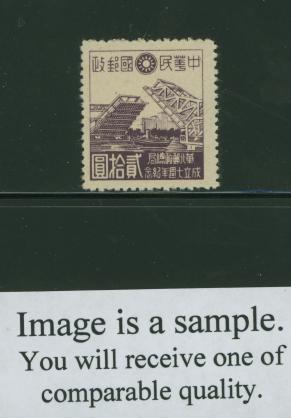 中華民國郵政
華北郵政總局
成立七週年紀念
貳拾圓
Image is a sample.
You will receive one of
comparable quality.